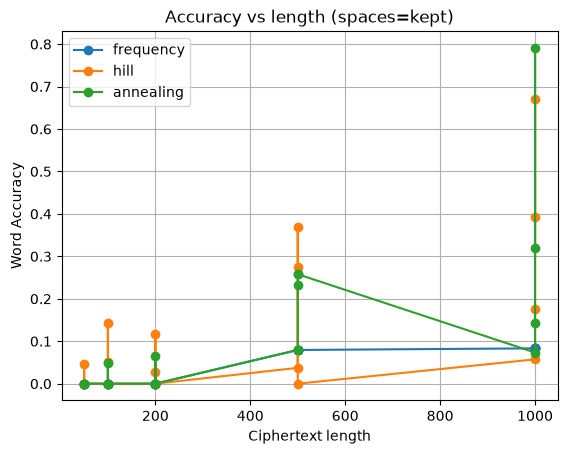 Accuracy vs length (spaces=kept)
frequency
hill
annealing
Word Accuracy
0.8
0.7
0.6
0.5
0.4
0.3
0.2
0.1
0.0
200
400
600
800
1000
Ciphertext length